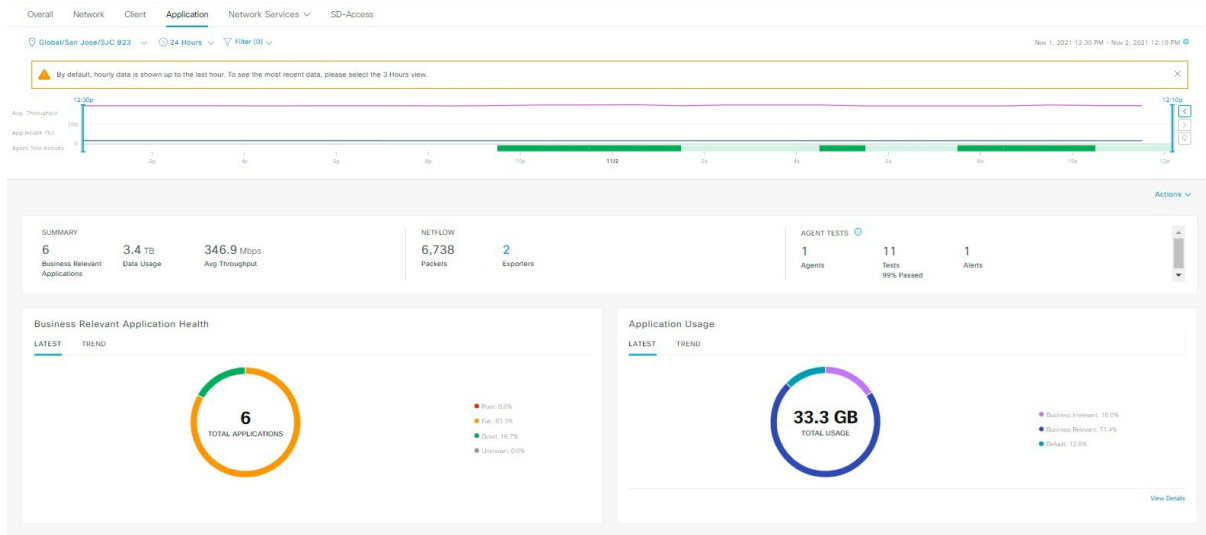 Overall Network Client Application Network Services SD-Access
Global/San Jose/SJC B23 24 Hours Filter (0) Nov 1, 2021 12:30 PM - Nov 2, 2021 12:10 PM
By default, hourly data is shown up to the last hour. To see the most recent data, please select the 3 Hours view.
12:30p 12:10p
Avg. Throughput
100
App Health (%)
0
Agent Test Results
2p 4p 6p 8p 10p 11/2 2a 4a 6a 8a 10a 12p
Actions
SUMMARY
6 3.4 TB 346.9 Mbps
Business Relevant Data Usage Avg Throughput
Applications
NETFLOW
6,738 2
Packets Exporters
AGENT TESTS
1 11 1
Agents Tests Alerts
99% Passed
Business Relevant Application Health
LATEST TREND
6
TOTAL APPLICATIONS
Poor: 0.0%
Fair: 83.3%
Good: 16.7%
Unknown: 0.0%
Application Usage
LATEST TREND
33.3 GB
TOTAL USAGE
Business Irrelevant: 16.0%
Business Relevant: 71.4%
Default: 12.6%
View Details